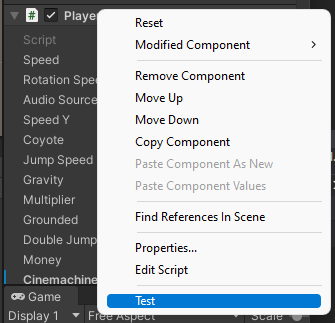 Player
Script
Speed
Rotation Speed
Audio Source
Speed Y
Coyote
Jump Speed
Gravity
Multiplier
Grounded
Double Jump
Money
Cinemachine
Game
Display 1
Free Aspect
Scale
Reset
Modified Component
Remove Component
Move Up
Move Down
Copy Component
Paste Component As New
Paste Component Values
Find References In Scene
Properties...
Edit Script
Test